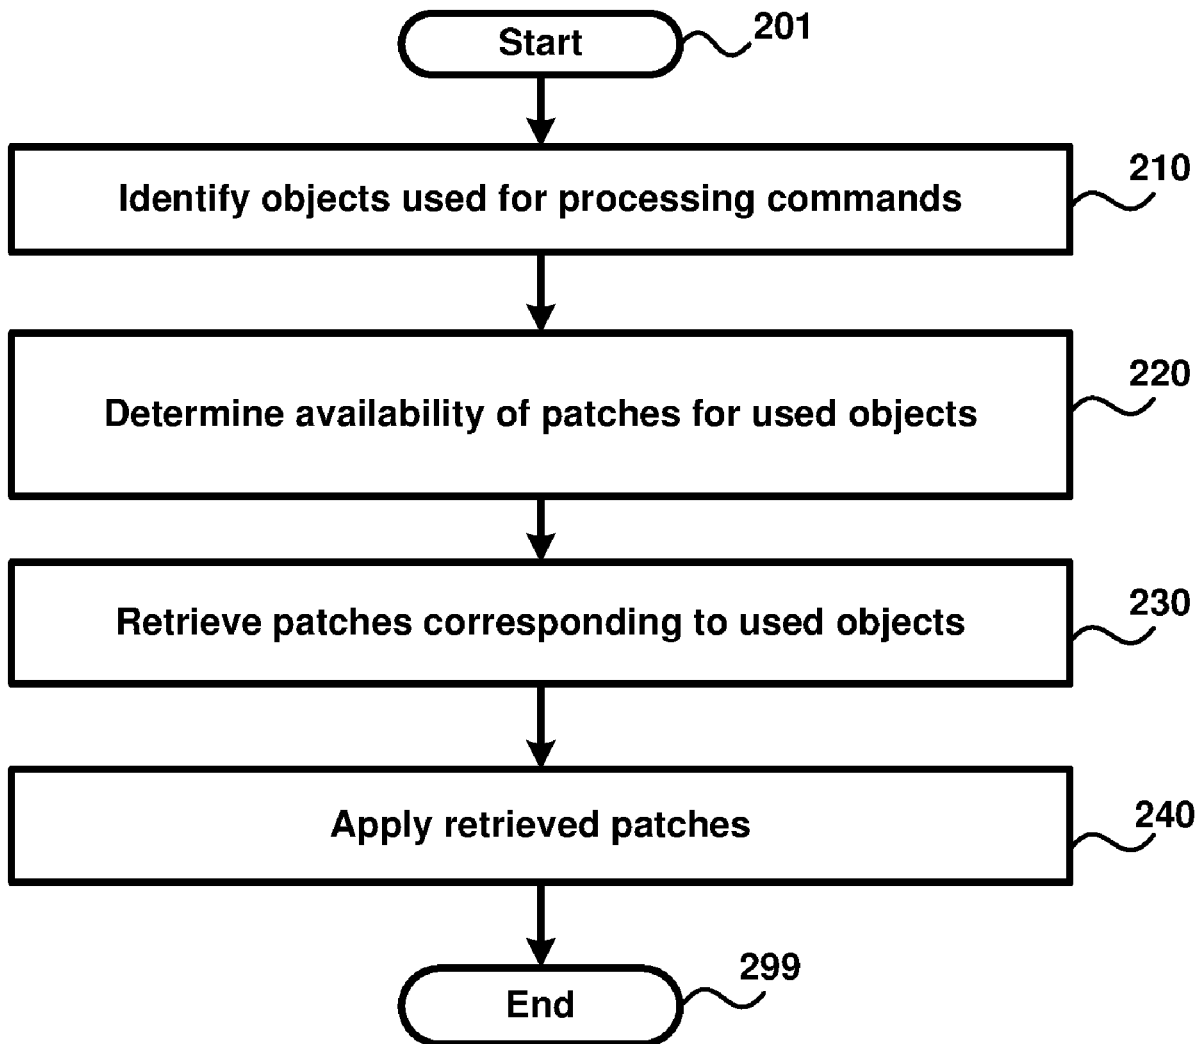 Start
201
Identify objects used for processing commands
210
Determine availability of patches for used objects
220
Retrieve patches corresponding to used objects
230
Apply retrieved patches
240
End
299